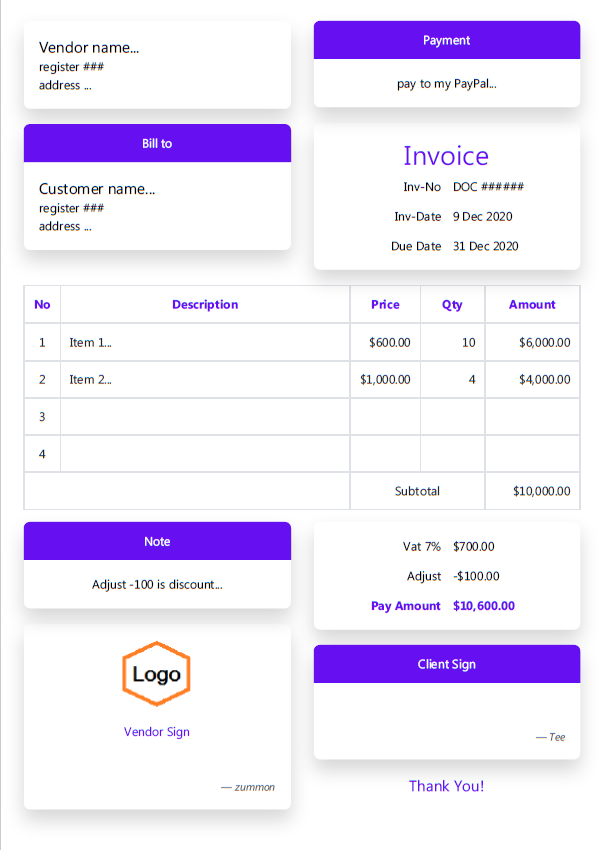 Vendor name...
register ###
address ...
Payment
pay to my PayPal...
Bill to
Customer name...
register ###
address ...
Invoice
Inv-No DOC ######
Inv-Date 9 Dec 2020
Due Date 31 Dec 2020
No Description Price Qty Amount
1 Item 1... $600.00 10 $6,000.00
2 Item 2... $1,000.00 4 $4,000.00
3
4
Subtotal $10,000.00
Note
Adjust -100 is discount...
Vat 7% $700.00
Adjust -$100.00
Pay Amount $10,600.00
Logo
Vendor Sign
— zummon
Client Sign
— Tee
Thank You!